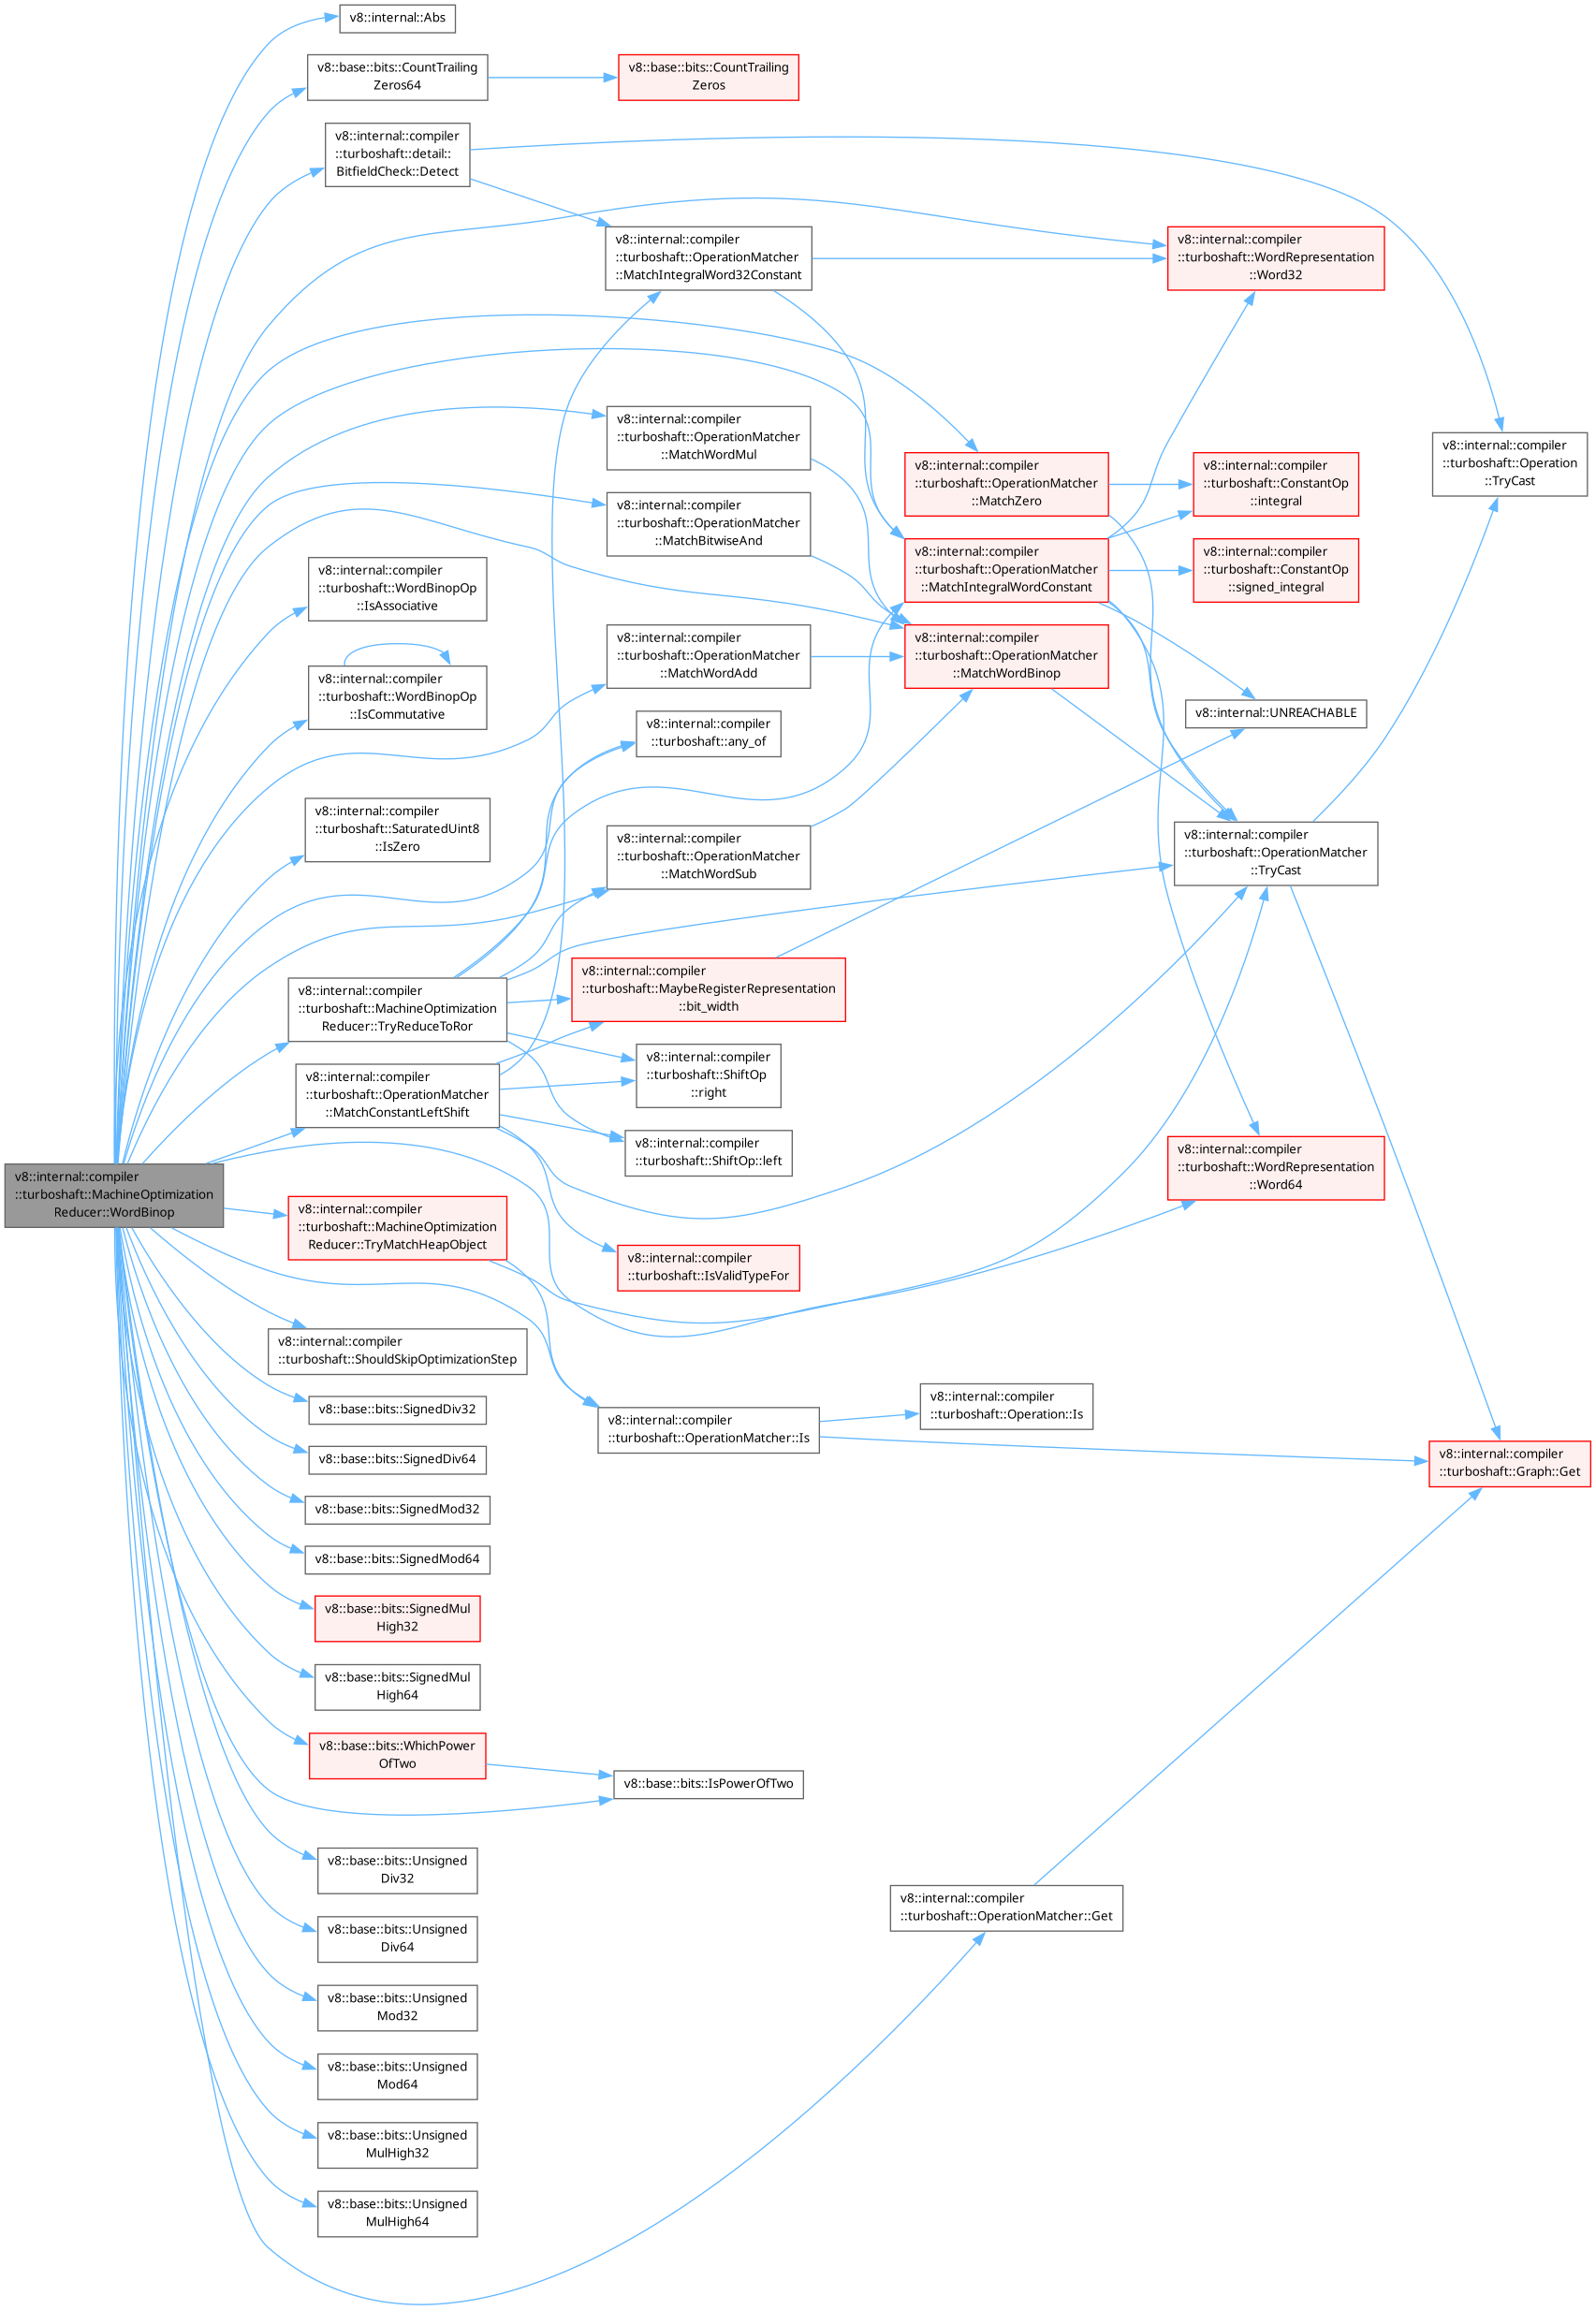 v8::internal::Abs
v8::base::bits::CountTrailing
Zeros64
v8::base::bits::CountTrailing
Zeros
v8::internal::compiler
::turboshaft::detail::
BitfieldCheck::Detect
v8::internal::compiler
::turboshaft::OperationMatcher
::MatchIntegralWord32Constant
v8::internal::compiler
::turboshaft::WordRepresentation
::Word32
v8::internal::compiler
::turboshaft::OperationMatcher
::MatchWordMul
v8::internal::compiler
::turboshaft::OperationMatcher
::MatchZero
v8::internal::compiler
::turboshaft::ConstantOp
::integral
v8::internal::compiler
::turboshaft::Operation
::TryCast
v8::internal::compiler
::turboshaft::OperationMatcher
::MatchBitwiseAnd
v8::internal::compiler
::turboshaft::OperationMatcher
::MatchIntegralWordConstant
v8::internal::compiler
::turboshaft::ConstantOp
::signed_integral
v8::internal::compiler
::turboshaft::WordBinopOp
::IsAssociative
v8::internal::compiler
::turboshaft::WordBinopOp
::IsCommutative
v8::internal::compiler
::turboshaft::OperationMatcher
::MatchWordAdd
v8::internal::compiler
::turboshaft::OperationMatcher
::MatchWordBinop
v8::internal::UNREACHABLE
v8::internal::compiler
::turboshaft::any_of
v8::internal::compiler
::turboshaft::SaturatedUint8
::IsZero
v8::internal::compiler
::turboshaft::OperationMatcher
::MatchWordSub
v8::internal::compiler
::turboshaft::OperationMatcher
::TryCast
v8::internal::compiler
::turboshaft::MachineOptimization
Reducer::TryReduceToRor
v8::internal::compiler
::turboshaft::MaybeRegisterRepresentation
::bit_width
v8::internal::compiler
::turboshaft::OperationMatcher
::MatchConstantLeftShift
v8::internal::compiler
::turboshaft::ShiftOp
::right
v8::internal::compiler
::turboshaft::ShiftOp::left
v8::internal::compiler
::turboshaft::WordRepresentation
::Word64
v8::internal::compiler
::turboshaft::MachineOptimization
Reducer::WordBinop
v8::internal::compiler
::turboshaft::MachineOptimization
Reducer::TryMatchHeapObject
v8::internal::compiler
::turboshaft::IsValidTypeFor
v8::internal::compiler
::turboshaft::ShouldSkipOptimizationStep
v8::base::bits::SignedDiv32
v8::internal::compiler
::turboshaft::OperationMatcher::Is
v8::internal::compiler
::turboshaft::Operation::Is
v8::internal::compiler
::turboshaft::Graph::Get
v8::base::bits::SignedDiv64
v8::base::bits::SignedMod32
v8::base::bits::SignedMod64
v8::base::bits::SignedMul
High32
v8::base::bits::SignedMul
High64
v8::base::bits::WhichPower
OfTwo
v8::base::bits::IsPowerOfTwo
v8::base::bits::Unsigned
Div32
v8::internal::compiler
::turboshaft::OperationMatcher::Get
v8::base::bits::Unsigned
Div64
v8::base::bits::Unsigned
Mod32
v8::base::bits::Unsigned
Mod64
v8::base::bits::Unsigned
MulHigh32
v8::base::bits::Unsigned
MulHigh64